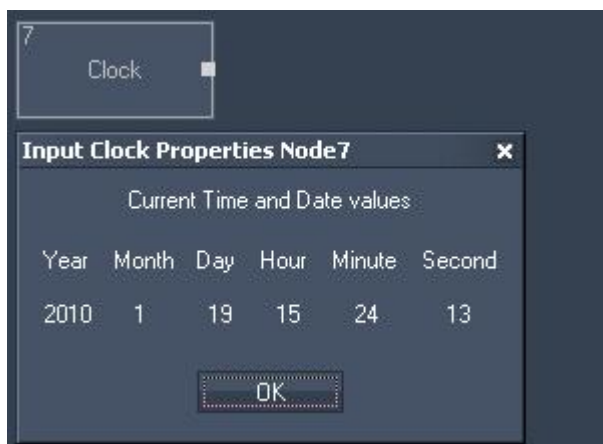 7
Clock
Input Clock Properties Node7
Current Time and Date values
Year Month Day Hour Minute Second
2010 1 19 15 24 13
OK